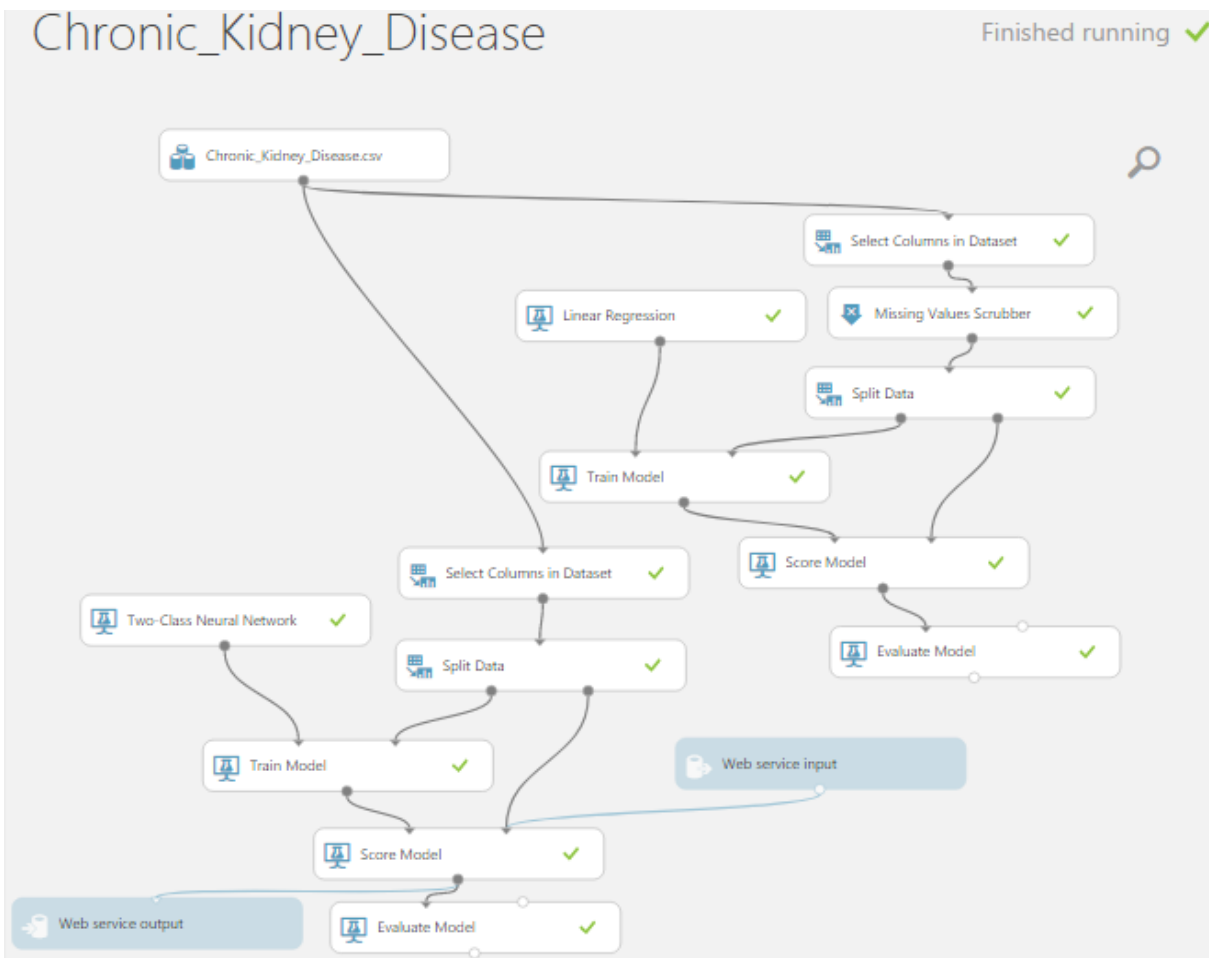 Chronic_Kidney_Disease
Finished running
Chronic_Kidney_Disease.csv
Select Columns in Dataset
Linear Regression
Missing Values Scrubber
Split Data
Train Model
Score Model
Select Columns in Dataset
Two-Class Neural Network
Evaluate Model
Split Data
Train Model
Web service input
Score Model
Web service output
Evaluate Model